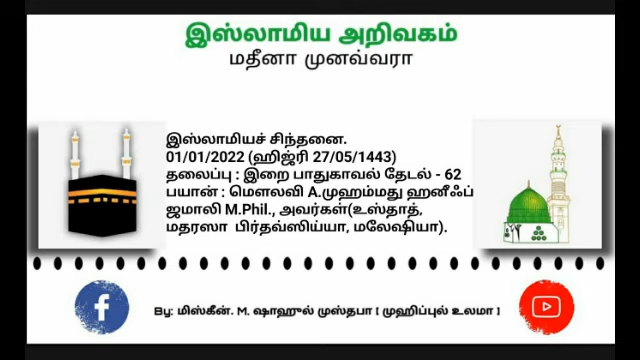 இஸ்லாமிய அறிவகம்
மதீனா முனவ்வரா
இஸ்லாமியச் சிந்தனை.
01/01/2022 (ஹிஜ்ரி 27/05/1443)
தலைப்பு : இறை பாதுகாவல் தேடல் - 62
பயான் : மௌலவி A.முஹம்மது ஹனீஃப்
ஜமாலி M.Phil., அவர்கள்(உஸ்தாத்,
மதரஸா பிர்தவ்ஸிய்யா, மலேஷியா).
By: மிஸ்கீன். M. ஷாஹுல் முஸ்தபா [ முஹிப்புல் உலமா ]